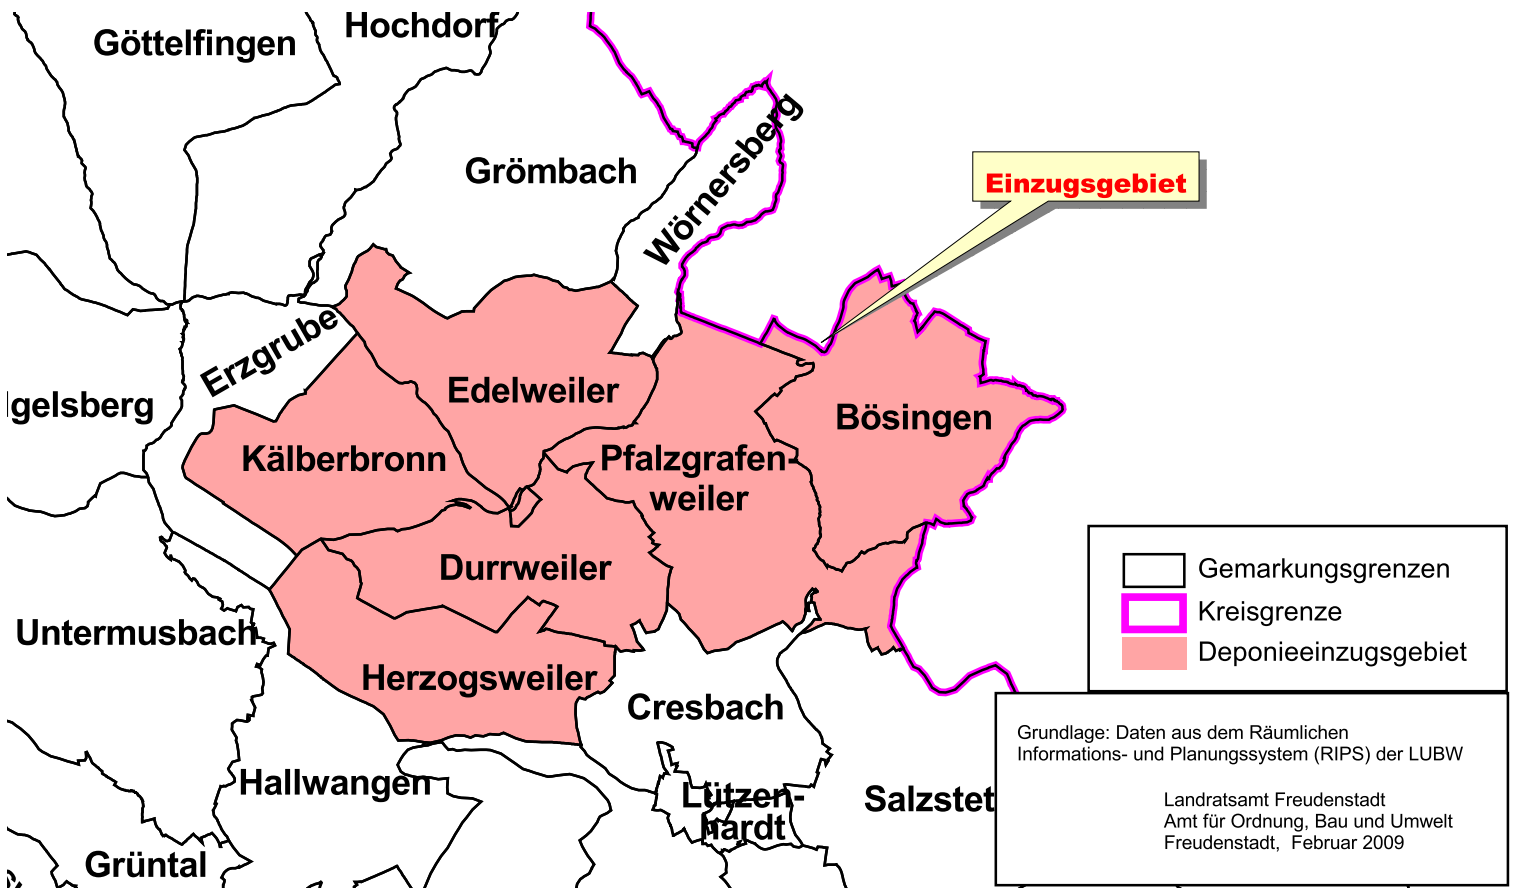 Hochdorf
Göttelfingen
Grömbach
Wörnersberg
Einzugsgebiet
Erzgrube
Edelweiler
lgelsberg
Bösingen
Kälberbronn
Pfalzgrafen-
weiler
Durrweiler
Untermusbach
Herzogsweiler
Cresbach
Hallwangen
Lützen-
hardt
Salzstet
Grüntal
Gemarkungsgrenzen
Kreisgrenze
Deponieeinzugsgebiet
Grundlage: Daten aus dem Räumlichen
Informations- und Planungssystem (RIPS) der LUBW
Landratsamt Freudenstadt
Amt für Ordnung, Bau und Umwelt
Freudenstadt, Februar 2009